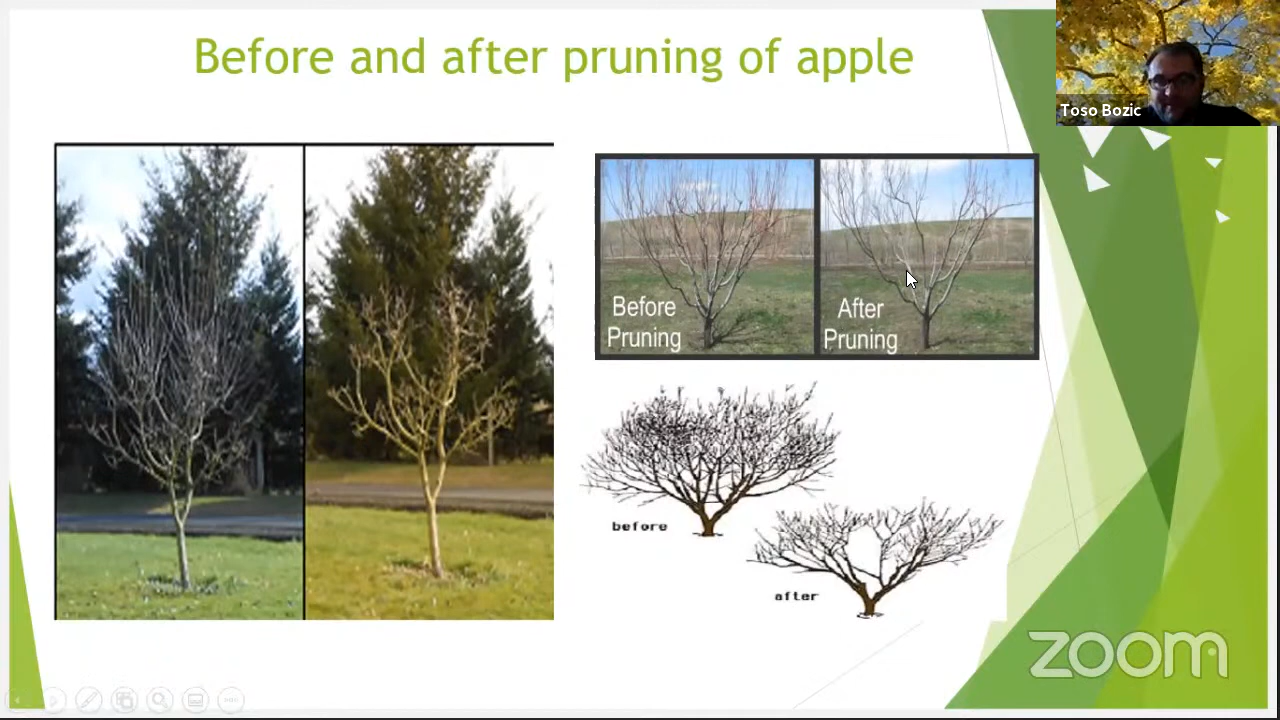 Before and after pruning of apple
Toso Bozic
Before
Pruning
After
Pruning
before
after
zoom